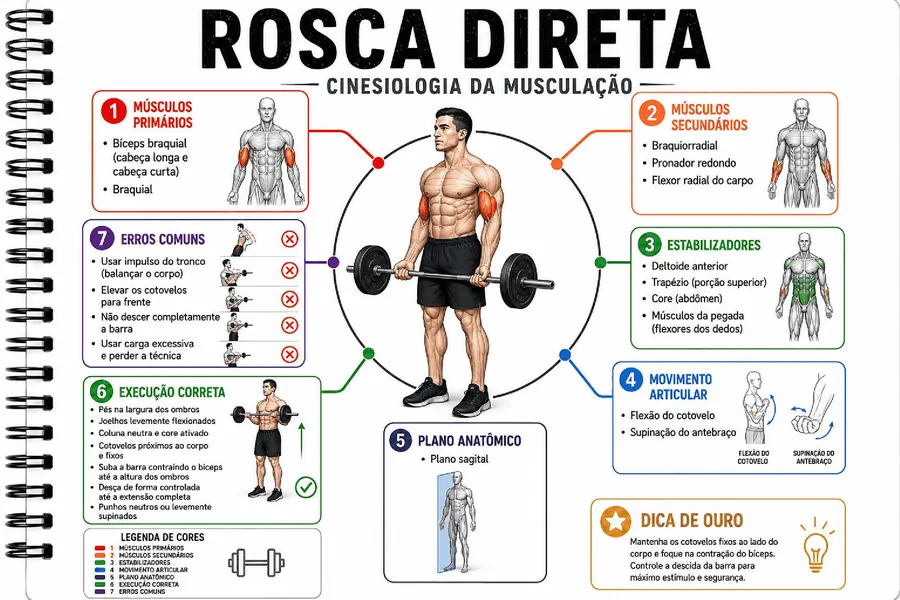 ROSCA DIRETA
CINESIOLOGIA DA MUSCULAÇÃO
1 MÚSCULOS
PRIMÁRIOS
• Bíceps braquial
(cabeça longa e
cabeça curta)
• Braquial
2 MÚSCULOS
SECUNDÁRIOS
• Braquiorradial
• Pronador redondo
• Flexor radial do carpo
3 ESTABILIZADORES
• Deltoide anterior
• Trapézio (porção superior)
• Core (abdômen)
• Músculos da pegada
(flexores dos dedos)
4 MOVIMENTO
ARTICULAR
• Flexão do cotovelo
• Supinação do antebraço
FLEXÃO DO
COTOVELO
SUPINAÇÃO DO
ANTEBRAÇO
5 PLANO ANATÔMICO
• Plano sagital
6 EXECUÇÃO CORRETA
• Pés na largura dos ombros
• Joelhos levemente flexionados
• Coluna neutra e core ativado
• Cotovelos próximos ao corpo
e fixos
• Suba a barra contraindo o bíceps
até a altura dos ombros
• Desça de forma controlada
até a extensão completa
• Punhos neutros ou levemente
supinados
7 ERROS COMUNS
• Usar impulso do tronco
(balançar o corpo)
• Elevar os cotovelos
para frente
• Não descer completamente
a barra
• Usar carga excessiva
e perder a técnica
LEGENDA DE CORES
1 MÚSCULOS PRIMÁRIOS
2 MÚSCULOS SECUNDÁRIOS
3 ESTABILIZADORES
4 MOVIMENTO ARTICULAR
5 PLANO ANATÔMICO
6 EXECUÇÃO CORRETA
7 ERROS COMUNS
DICA DE OURO
Mantenha os cotovelos fixos ao lado do
corpo e foque na contração do bíceps.
Controle a descida da barra para
máximo estímulo e segurança.